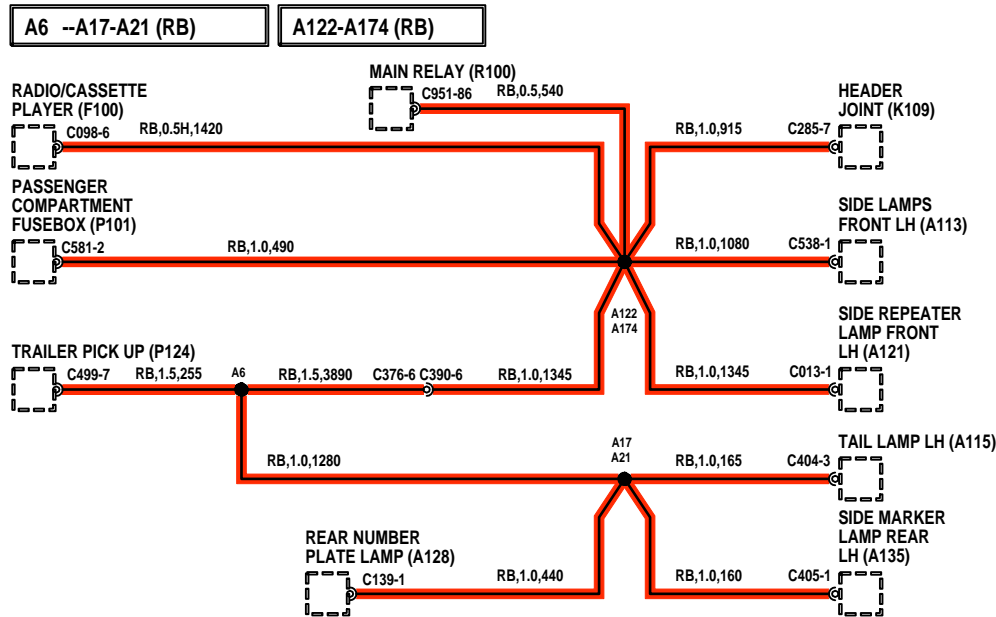 A6 --A17-A21 (RB)
A122-A174 (RB)
MAIN RELAY (R100)
C951-86
RB,0.5,540
RADIO/CASSETTE
PLAYER (F100)
C098-6
RB,0.5H,1420
HEADER
JOINT (K109)
RB,1.0,915
C285-7
PASSENGER
COMPARTMENT
FUSEBOX (P101)
C581-2
RB,1.0,490
SIDE LAMPS
FRONT LH (A113)
RB,1.0,1080
C538-1
A122
A174
SIDE REPEATER
LAMP FRONT
LH (A121)
RB,1.0,1345
C013-1
TRAILER PICK UP (P124)
C499-7
RB,1.5,255
A6
RB,1.5,3890
C376-6 C390-6
RB,1.0,1345
RB,1.0,1280
A17
A21
TAIL LAMP LH (A115)
RB,1.0,165
C404-3
SIDE MARKER
LAMP REAR
LH (A135)
RB,1.0,160
C405-1
REAR NUMBER
PLATE LAMP (A128)
C139-1
RB,1.0,440